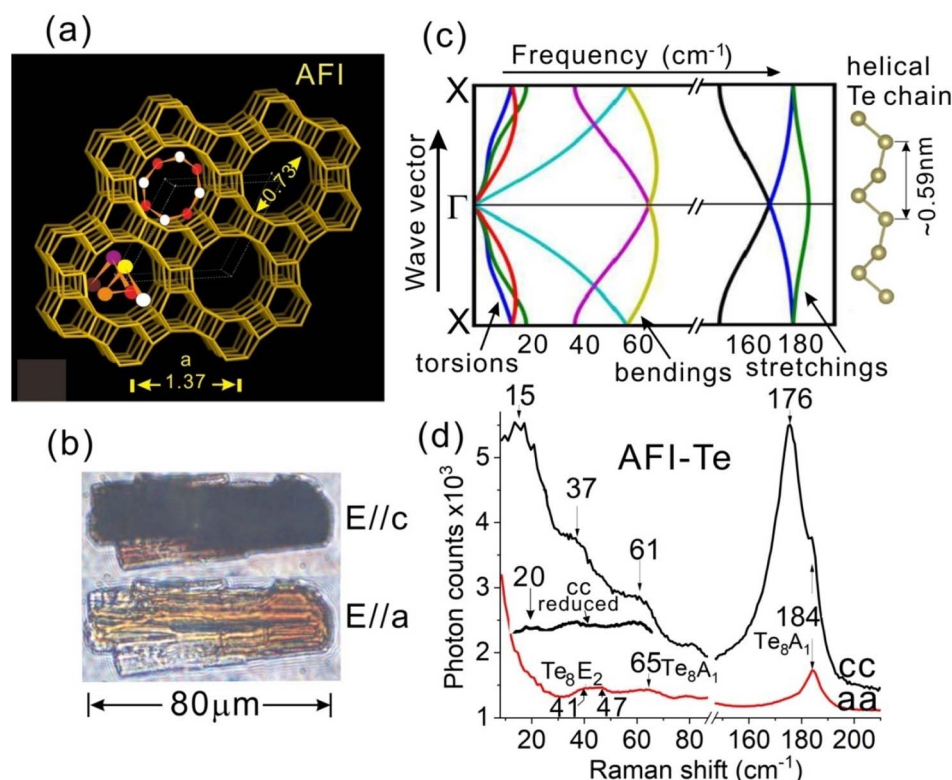 (a)
AFI
0.73
a
1.37
(b)
E//c
E//a
80μm
(c)
Frequency (cm⁻¹)
X
Γ
X
Wave vector
20 40 60 160 180
torsions
bendings
stretchings
helical
Te chain
~0.59nm
(d)
AFI-Te
15
37
61
176
20
cc
reduced
184
Te₈A₁
Te₈E₂
65
Te₈A₁
41
47
cc
aa
Photon counts x10³
5
4
3
2
1
20 40 60 80 160 180 200
Raman shift (cm⁻¹)